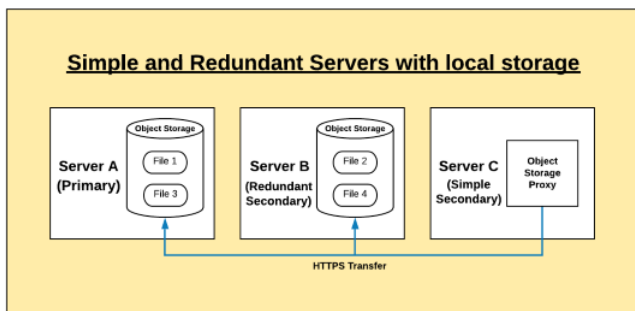 Simple and Redundant Servers with local storage
Server A
(Primary)
Object Storage
File 1
File 3
Server B
(Redundant
Secondary)
Object Storage
File 2
File 4
Server C
(Simple
Secondary)
Object
Storage
Proxy
HTTPS Transfer